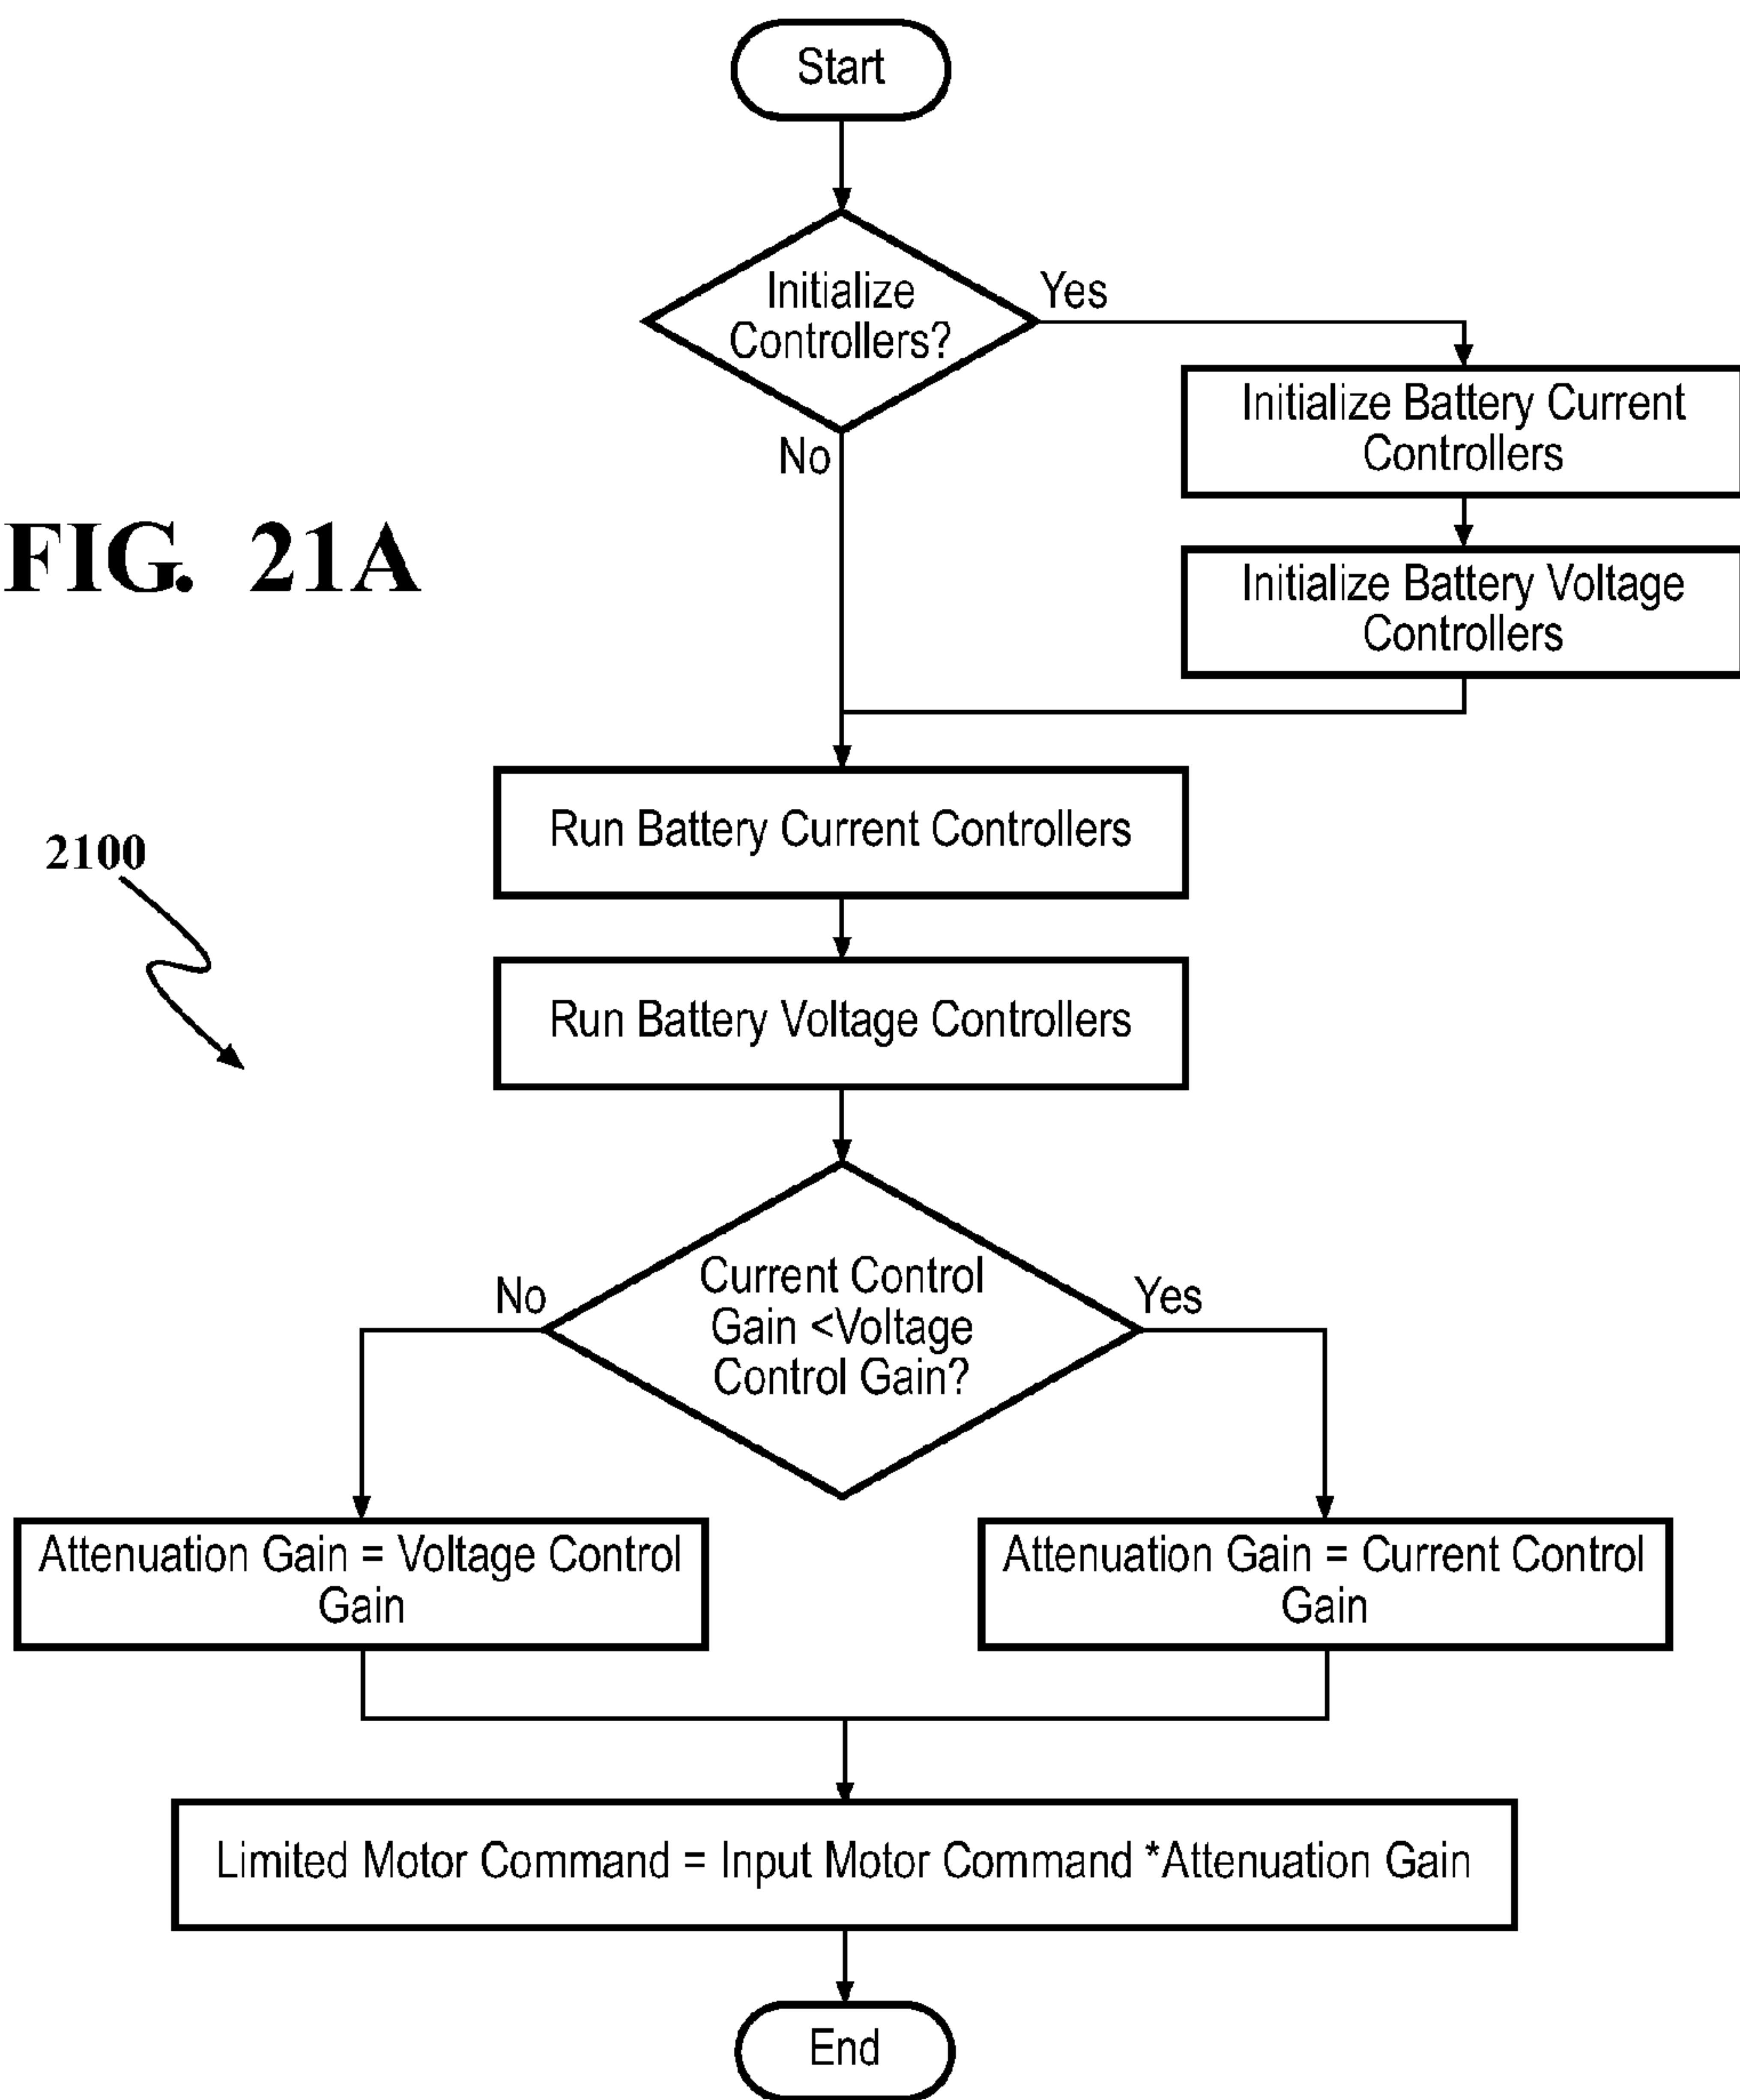 Start
Initialize
Controllers?
Yes
No
Initialize Battery Current
Controllers
Initialize Battery Voltage
Controllers
FIG. 21A
Run Battery Current Controllers
2100
Run Battery Voltage Controllers
Current Control
Gain <Voltage
Control Gain?
No
Yes
Attenuation Gain = Voltage Control
Gain
Attenuation Gain = Current Control
Gain
Limited Motor Command = Input Motor Command *Attenuation Gain
End